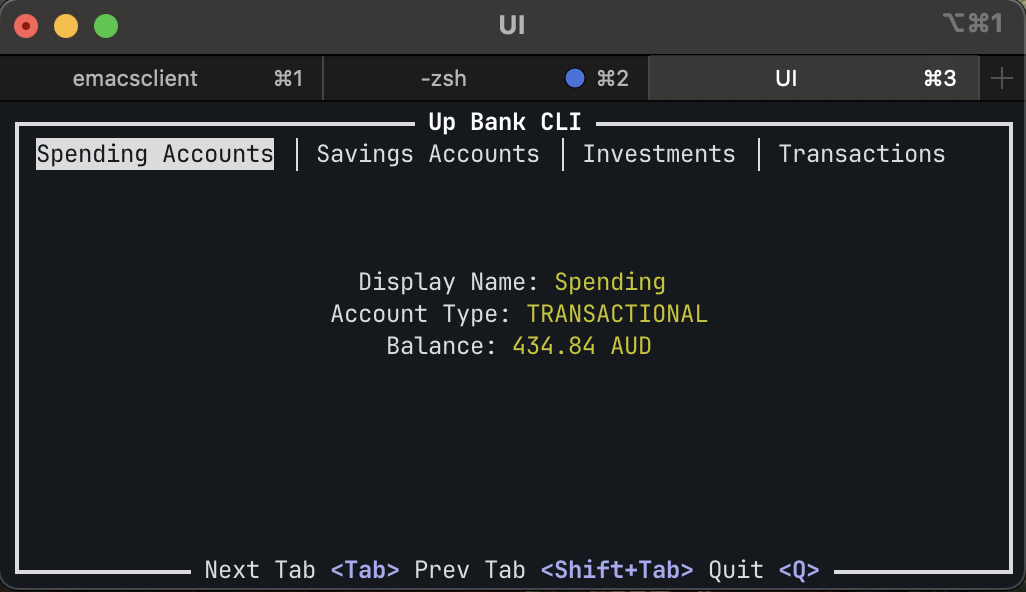 UI ⌥⌘1
emacsclient ⌘1 -zsh ⌘2 UI ⌘3 +
Up Bank CLI
Spending Accounts │ Savings Accounts │ Investments │ Transactions
Display Name: Spending
Account Type: TRANSACTIONAL
Balance: 434.84 AUD
Next Tab <Tab> Prev Tab <Shift+Tab> Quit <Q>